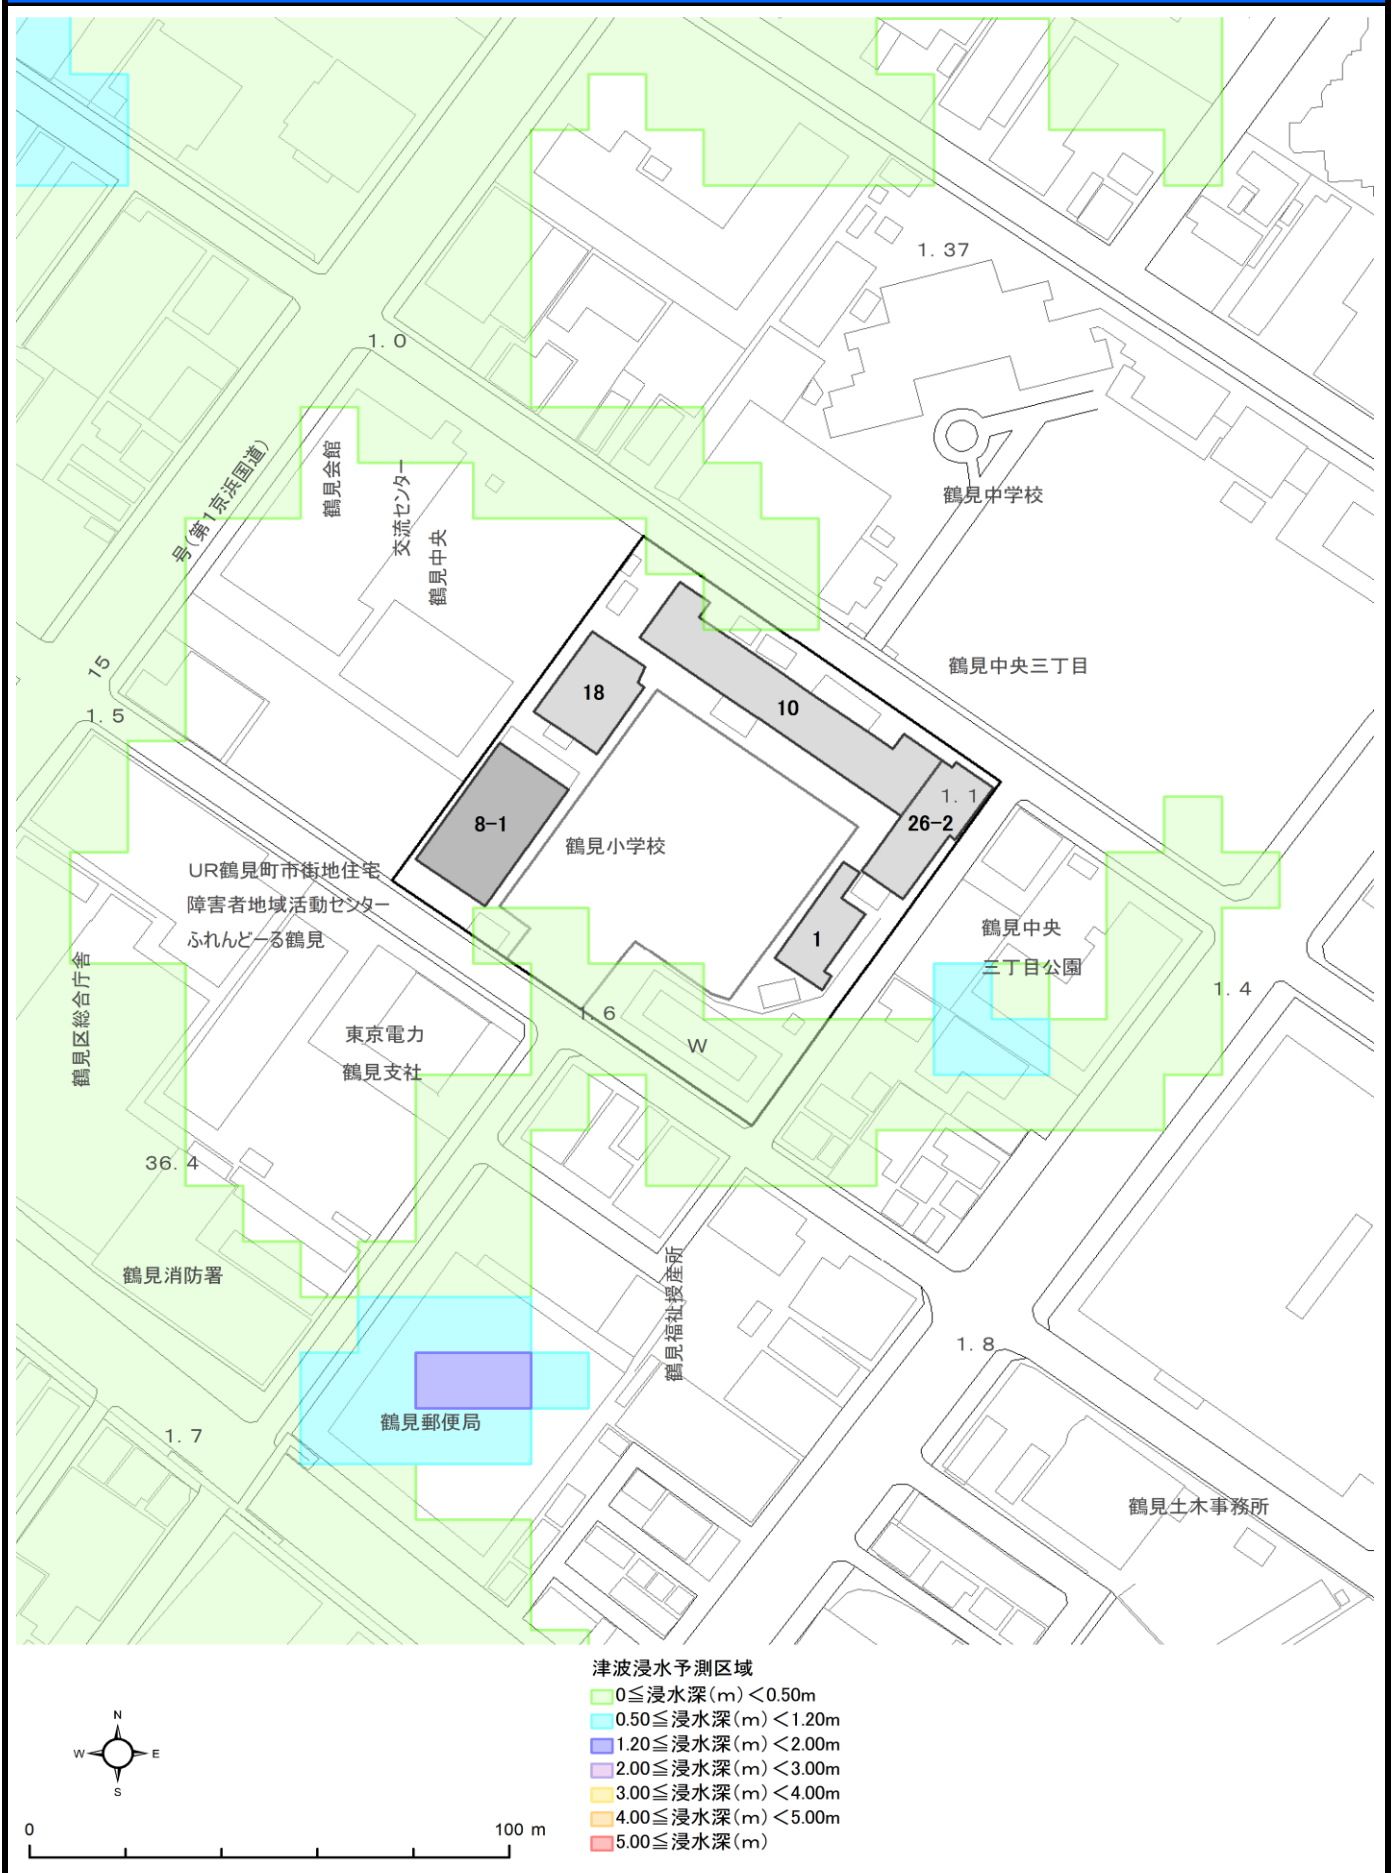 1.37
1.0
鶴見会館
交流センター
鶴見中央
号(第1京浜国道)
鶴見中学校
鶴見中央三丁目
15
1.5
18
10
1.1
8-1
26-2
鶴見小学校
1
UR鶴見町市街地住宅
障害者地域活動センター
ふれんどーる鶴見
鶴見区総合庁舎
鶴見中央
三丁目公園
1.4
1.6
W
東京電力
鶴見支社
36.4
鶴見消防署
鶴見福祉授産所
1.8
鶴見郵便局
1.7
鶴見土木事務所
津波浸水予測区域
0≦浸水深(m)<0.50m
0.50≦浸水深(m)<1.20m
1.20≦浸水深(m)<2.00m
2.00≦浸水深(m)<3.00m
3.00≦浸水深(m)<4.00m
4.00≦浸水深(m)<5.00m
5.00≦浸水深(m)
N
W E
S
0 100 m